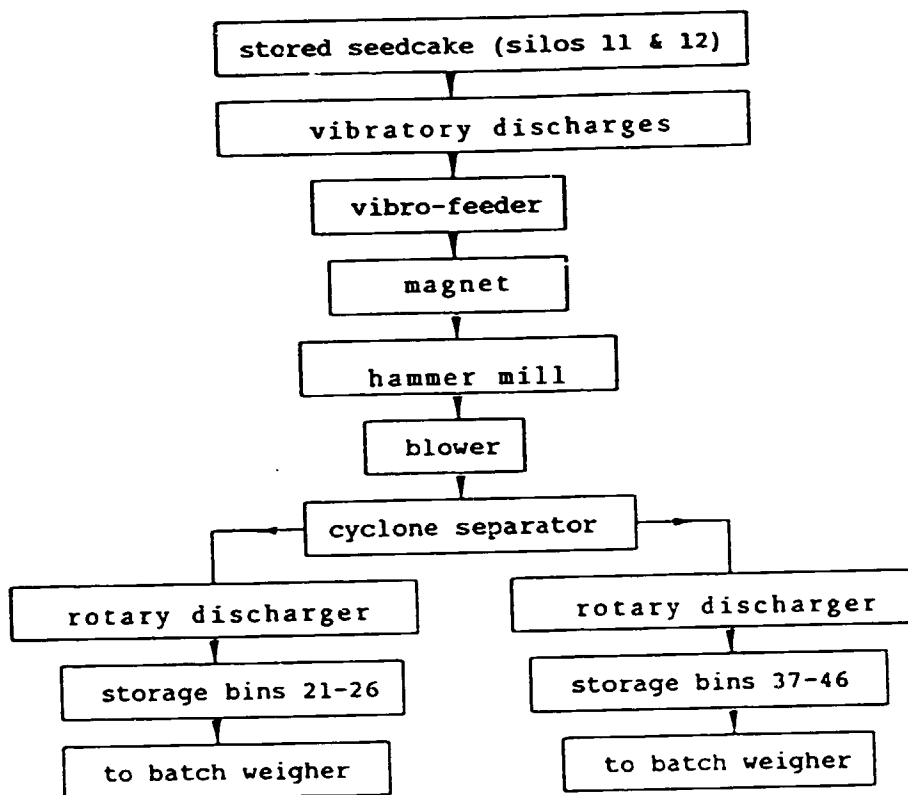 stored seedcake (silos 11 & 12)
vibratory discharges
vibro-feeder
magnet
hammer mill
blower
cyclone separator
rotary discharger
rotary discharger
storage bins 21-26
storage bins 37-46
to batch weigher
to batch weigher